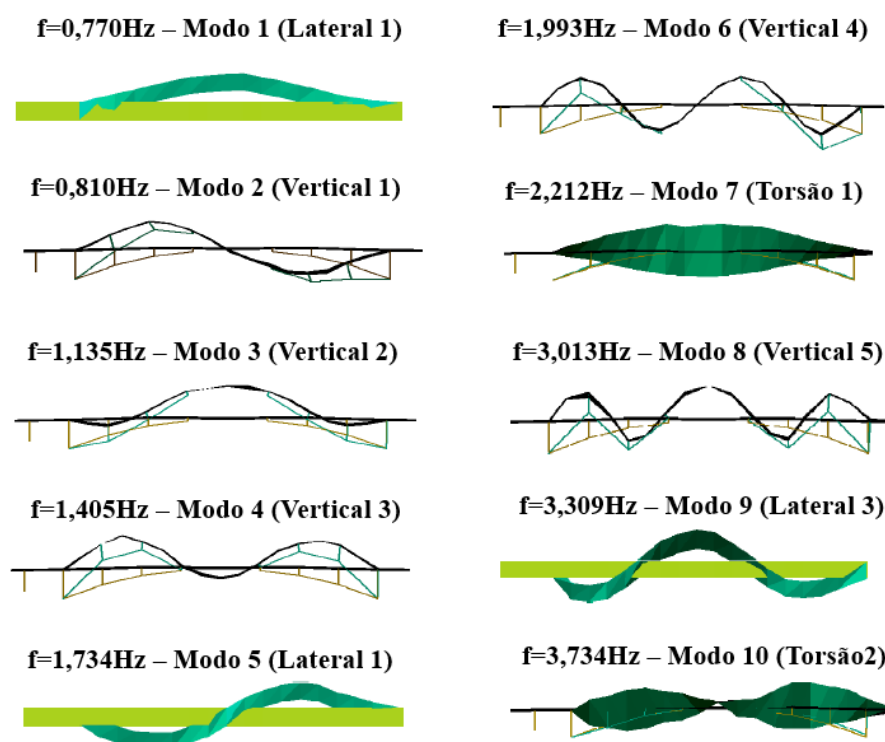 f=0,770Hz – Modo 1 (Lateral 1)
f=0,810Hz – Modo 2 (Vertical 1)
f=1,135Hz – Modo 3 (Vertical 2)
f=1,405Hz – Modo 4 (Vertical 3)
f=1,734Hz – Modo 5 (Lateral 1)
f=1,993Hz – Modo 6 (Vertical 4)
f=2,212Hz – Modo 7 (Torsão 1)
f=3,013Hz – Modo 8 (Vertical 5)
f=3,309Hz – Modo 9 (Lateral 3)
f=3,734Hz – Modo 10 (Torsão2)